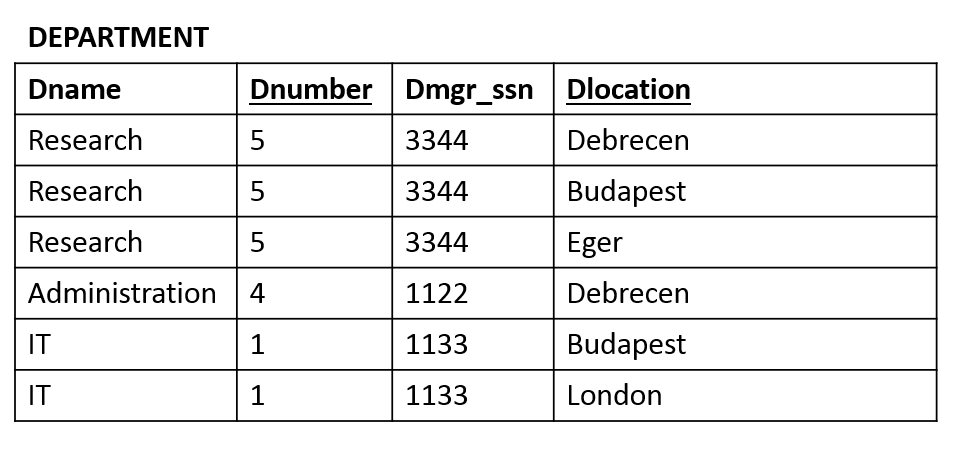 DEPARTMENT
Dname Dnumber Dmgr_ssn Dlocation
Research 5 3344 Debrecen
Research 5 3344 Budapest
Research 5 3344 Eger
Administration 4 1122 Debrecen
IT 1 1133 Budapest
IT 1 1133 London